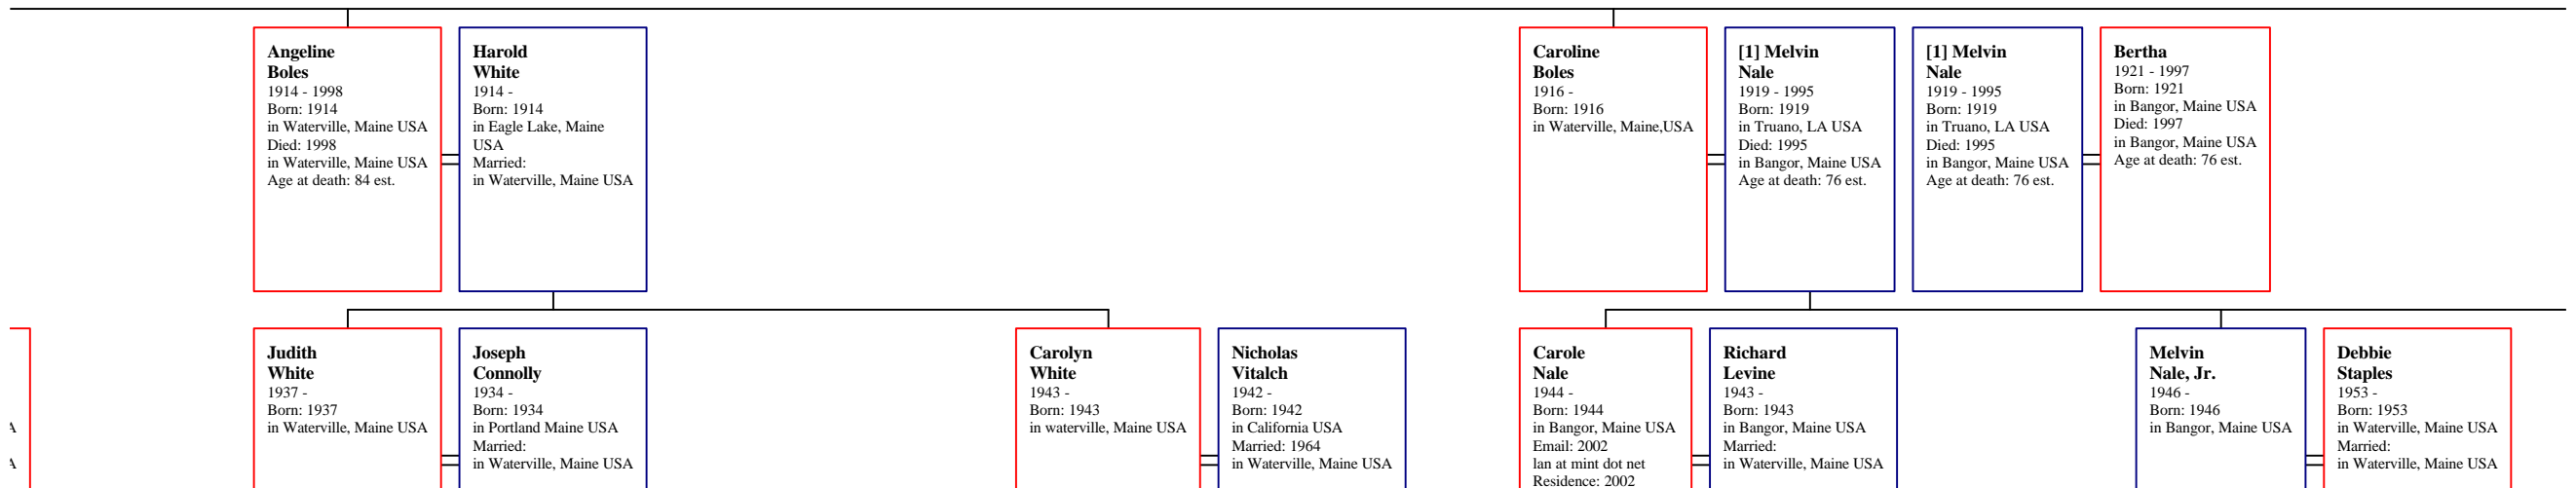 Angeline
Boles
1914 - 1998
Born: 1914
in Waterville, Maine USA
Died: 1998
in Waterville, Maine USA
Age at death: 84 est.
Harold
White
1914 -
Born: 1914
in Eagle Lake, Maine
USA
Married:
in Waterville, Maine USA
Caroline
Boles
1916 -
Born: 1916
in Waterville, Maine,USA
[1] Melvin
Nale
1919 - 1995
Born: 1919
in Truano, LA USA
Died: 1995
in Bangor, Maine USA
Age at death: 76 est.
[1] Melvin
Nale
1919 - 1995
Born: 1919
in Truano, LA USA
Died: 1995
in Bangor, Maine USA
Age at death: 76 est.
Bertha
1921 - 1997
Born: 1921
in Bangor, Maine USA
Died: 1997
in Bangor, Maine USA
Age at death: 76 est.
A
A
Judith
White
1937 -
Born: 1937
in Waterville, Maine USA
Joseph
Connolly
1934 -
Born: 1934
in Portland Maine USA
Married:
in Waterville, Maine USA
Carolyn
White
1943 -
Born: 1943
in waterville, Maine USA
Nicholas
Vitalch
1942 -
Born: 1942
in California USA
Married: 1964
in Waterville, Maine USA
Carole
Nale
1944 -
Born: 1944
in Bangor, Maine USA
Email: 2002
lan at mint dot net
Residence: 2002
Richard
Levine
1943 -
Born: 1943
in Bangor, Maine USA
Married:
in Waterville, Maine USA
Melvin
Nale, Jr.
1946 -
Born: 1946
in Bangor, Maine USA
Debbie
Staples
1953 -
Born: 1953
in Waterville, Maine USA
Married:
in Waterville, Maine USA